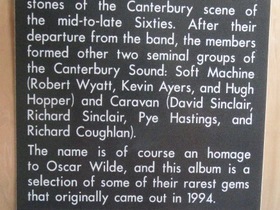 stones of the Canterbury scene of
the mid-to-late Sixties. After their
departure from the band, the members
formed other two seminal groups of
the Canterbury Sound: Soft Machine
(Robert Wyatt, Kevin Ayers, and Hugh
Hopper) and Caravan (David Sinclair,
Richard Sinclair, Pye Hastings, and
Richard Coughlan).
The name is of course an homage
to Oscar Wilde, and this album is a
selection of some of their rarest gems
that originally came out in 1994.